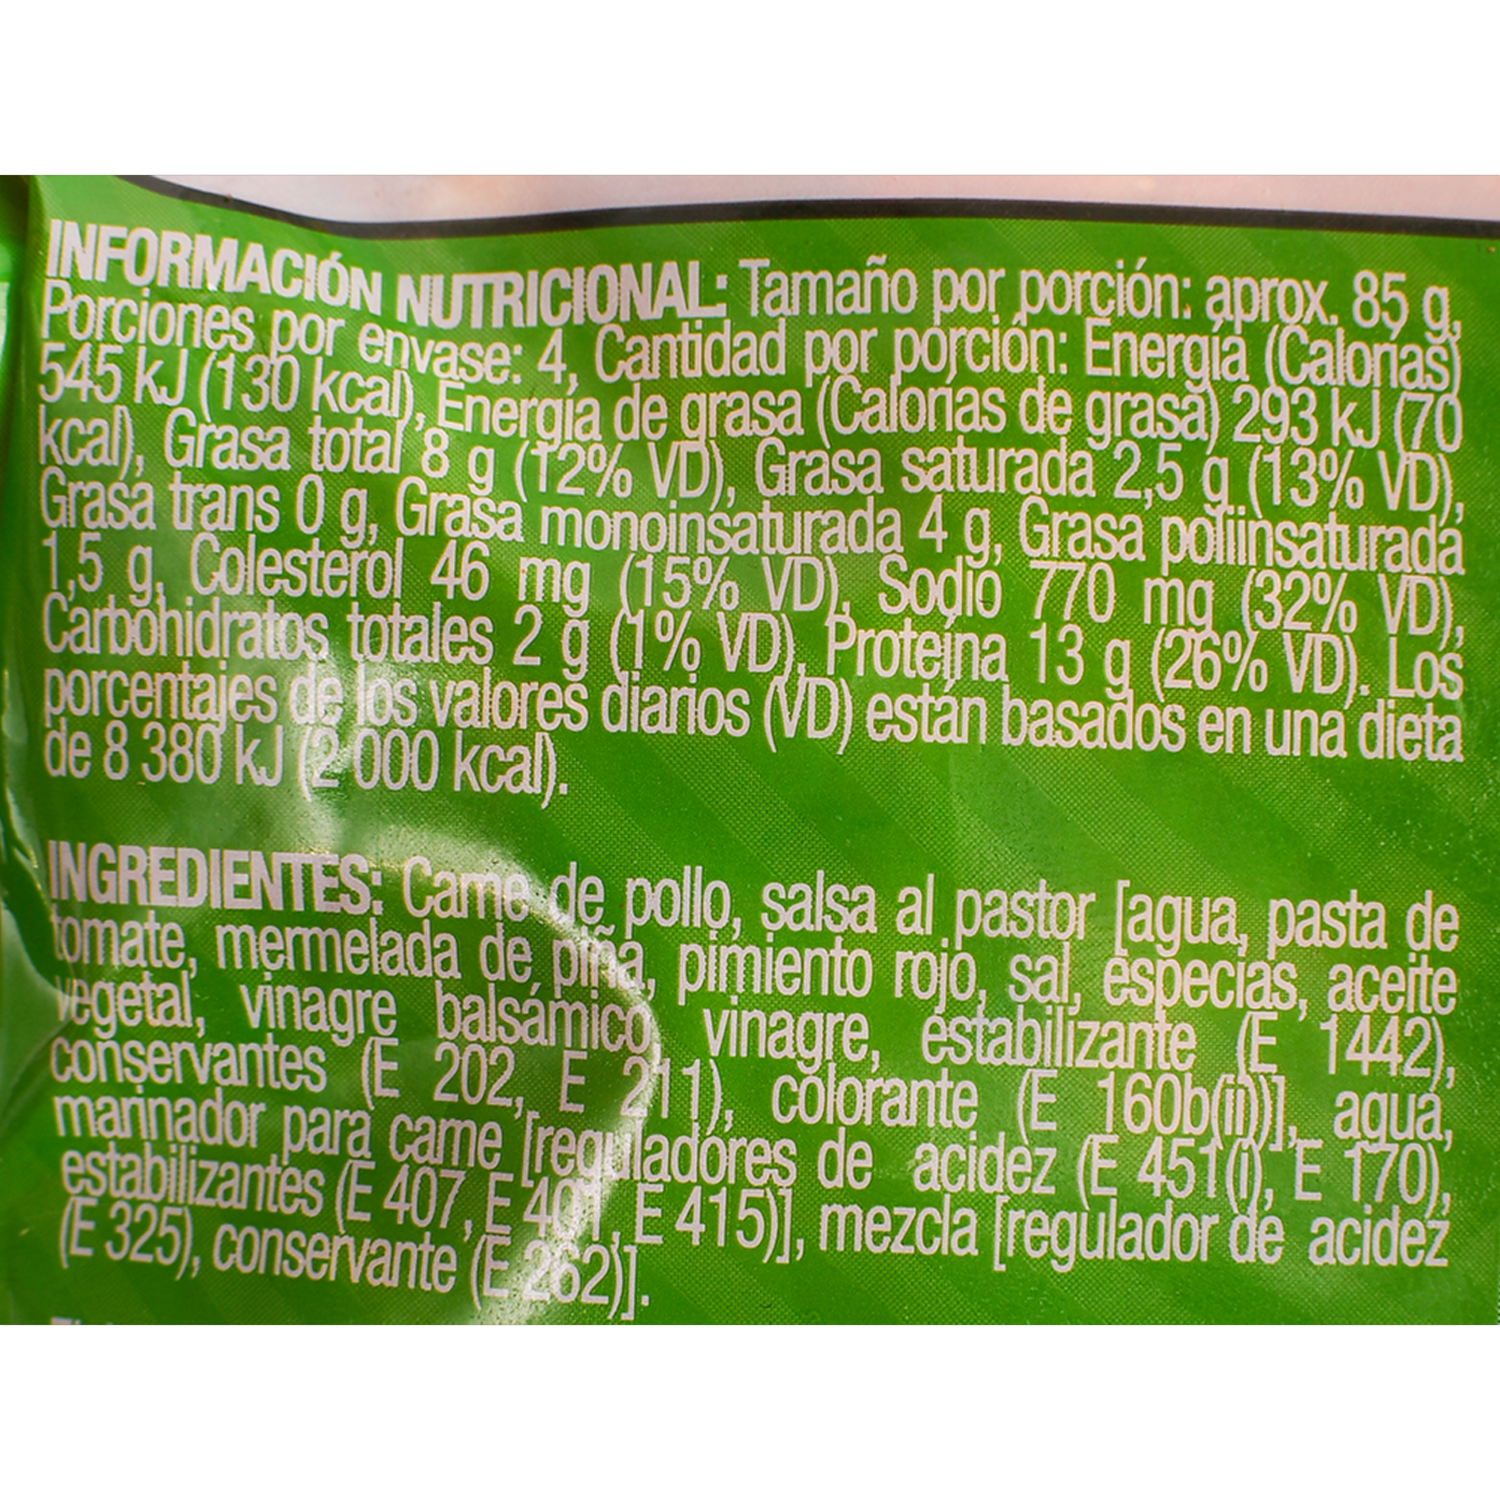 INFORMACIÓN NUTRICIONAL: Tamaño por porción: aprox. 85 g,
Porciones por envase: 4, Cantidad por porción: Energía (Calorías)
545 kJ (130 kcal), Energía de grasa (Calorías de grasa) 293 kJ (70
kcal), Grasa total 8 g (12% VD), Grasa saturada 2,5 g (13% VD),
Grasa trans 0 g, Grasa monoinsaturada 4 g, Grasa poliinsaturada
1,5 g, Colesterol 46 mg (15% VD), Sodio 770 mg (32% VD),
Carbohidratos totales 2 g (1% VD), Proteína 13 g (26% VD). Los
porcentajes de los valores diarios (VD) están basados en una dieta
de 8 380 kJ (2 000 kcal).
INGREDIENTES: Carne de pollo, salsa al pastor [agua, pasta de
tomate, mermelada de piña, pimiento rojo, sal, especias, aceite
vegetal, vinagre balsámico, vinagre, estabilizante (E 1442),
conservantes (E 202, E 211), colorante (E 160b(ii))], agua,
marinador para carne [reguladores de acidez (E 451(i), E 170),
estabilizantes (E 407, E 401, E 415)], mezcla [regulador de acidez
(E 325), conservante (E 262)].